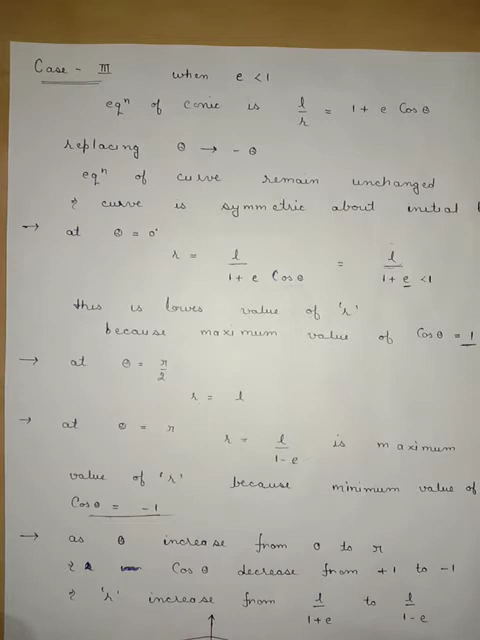 Case - III when e < 1
eqⁿ of conic is l/r = 1 + e Cos θ
replacing θ → - θ
eqⁿ of curve remain unchanged
& curve is symmetric about initial l
→ at θ = 0°
r = l/(1 + e Cos θ) = l/(1 + e) < 1
this is lowes value of 'r'
because maximum value of Cos θ = 1
→ at θ = π/2
r = l
→ at θ = π r = l/(1 - e) is maximum
value of 'r' because minimum value of
Cos θ = -1
→ as θ increase from 0 to π
& Cos θ decrease from +1 to -1
& 'r' increase from l/(1 + e) to l/(1 - e)